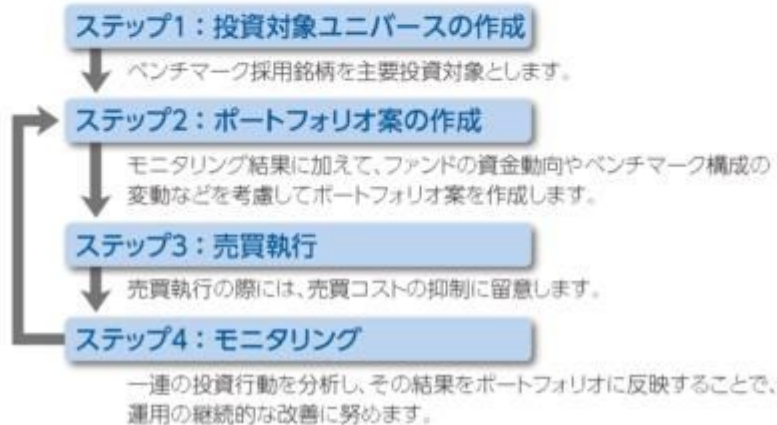 ステップ1：投資対象ユニバースの作成
ベンチマーク採用銘柄を主要投資対象とします。
ステップ2：ポートフォリオ案の作成
モニタリング結果に加えて、ファンドの資金動向やベンチマーク構成の
変動などを考慮してポートフォリオ案を作成します。
ステップ3：売買執行
売買執行の際には、売買コストの抑制に留意します。
ステップ4：モニタリング
一連の投資行動を分析し、その結果をポートフォリオに反映することで、
運用の継続的な改善に努めます。